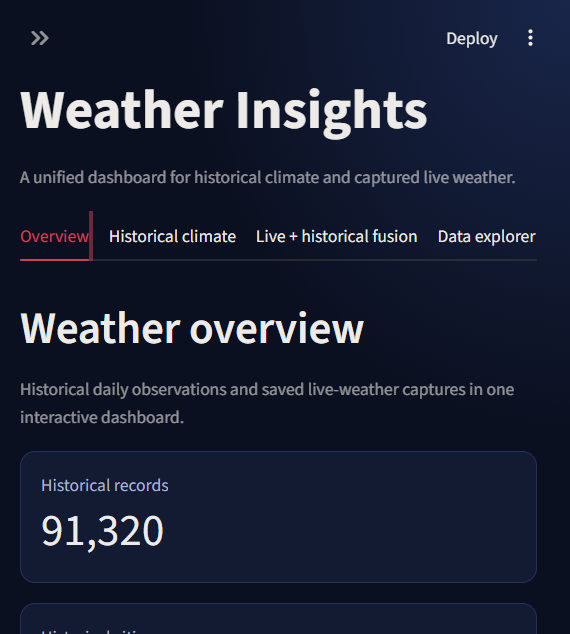 Deploy
Weather Insights
A unified dashboard for historical climate and captured live weather.
Overview
Historical climate
Live + historical fusion
Data explorer
Weather overview
Historical daily observations and saved live-weather captures in one
interactive dashboard.
Historical records
91,320